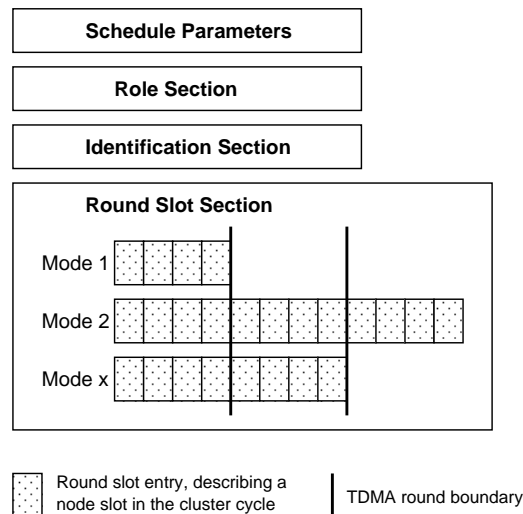 Schedule Parameters
Role Section
Identification Section
Round Slot Section
Mode 1
Mode 2
Mode x
Round slot entry, describing a
node slot in the cluster cycle
TDMA round boundary